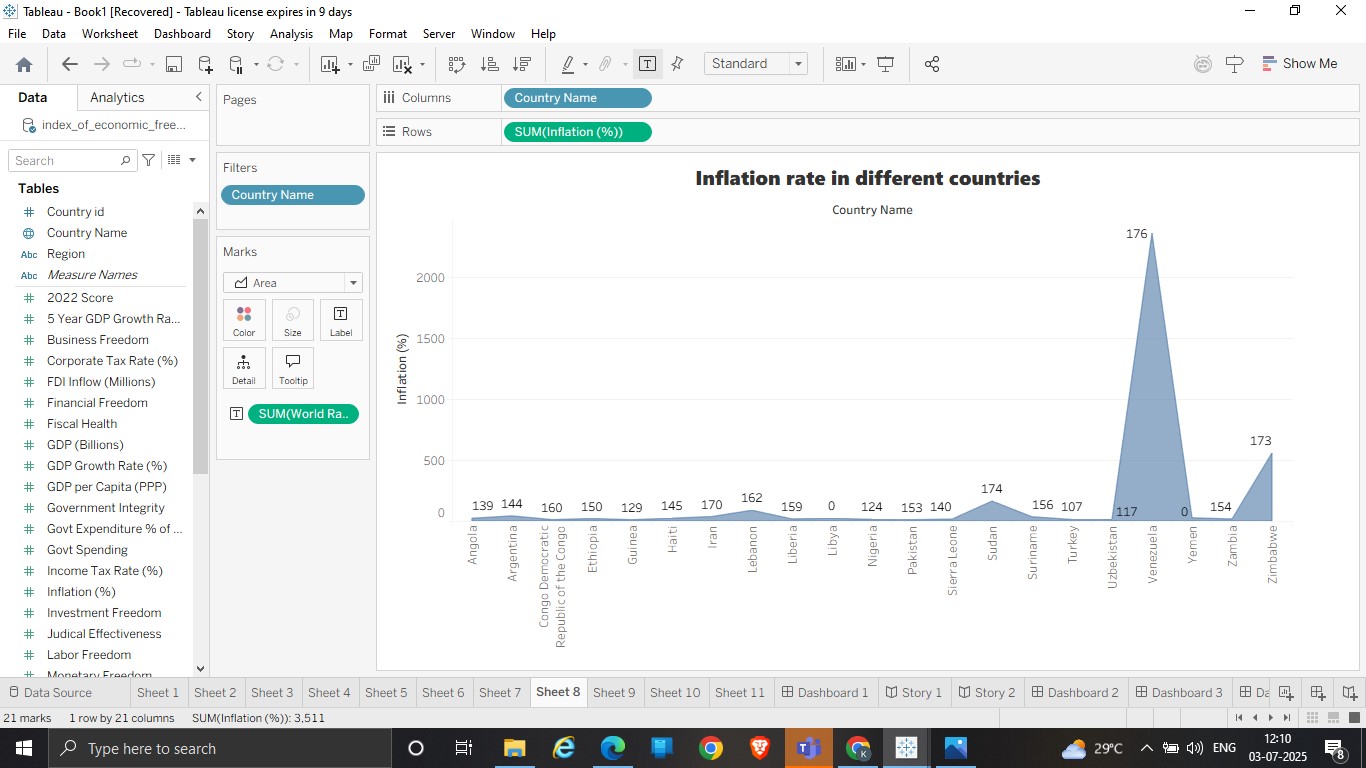 Tableau - Book1 [Recovered] - Tableau license expires in 9 days
File Data Worksheet Dashboard Story Analysis Map Format Server Window Help
Standard
Show Me
Data Analytics
index_of_economic_free...
Search
Tables
Country id
Country Name
Abc Region
Abc Measure Names
2022 Score
5 Year GDP Growth Ra...
Business Freedom
Corporate Tax Rate (%)
FDI Inflow (Millions)
Financial Freedom
Fiscal Health
GDP (Billions)
GDP Growth Rate (%)
GDP per Capita (PPP)
Government Integrity
Govt Expenditure % of ...
Govt Spending
Income Tax Rate (%)
Inflation (%)
Investment Freedom
Judical Effectiveness
Labor Freedom
Monetary Freedom
Pages
Filters
Country Name
Marks
Area
Color Size Label
Detail Tooltip
SUM(World Ra..
Columns Country Name
Rows SUM(Inflation (%))
Inflation rate in different countries
Country Name
Inflation (%)
2000
1500
1000
500
0
139 144 160 150 129 145 170 162 159 0 124 153 140 174 156 107 117 176 0 154 173
Angola
Argentina
Congo Democratic
Republic of the Congo
Ethiopia
Guinea
Haiti
Iran
Lebanon
Liberia
Libya
Nigeria
Pakistan
Sierra Leone
Sudan
Suriname
Turkey
Uzbekistan
Venezuela
Yemen
Zambia
Zimbabwe
Data Source Sheet 1 Sheet 2 Sheet 3 Sheet 4 Sheet 5 Sheet 6 Sheet 7 Sheet 8 Sheet 9 Sheet 10 Sheet 11 Dashboard 1 Story 1 Story 2 Dashboard 2 Dashboard 3 Da
21 marks 1 row by 21 columns SUM(Inflation (%)): 3,511
Type here to search
29°C ENG
12:10
03-07-2025
8